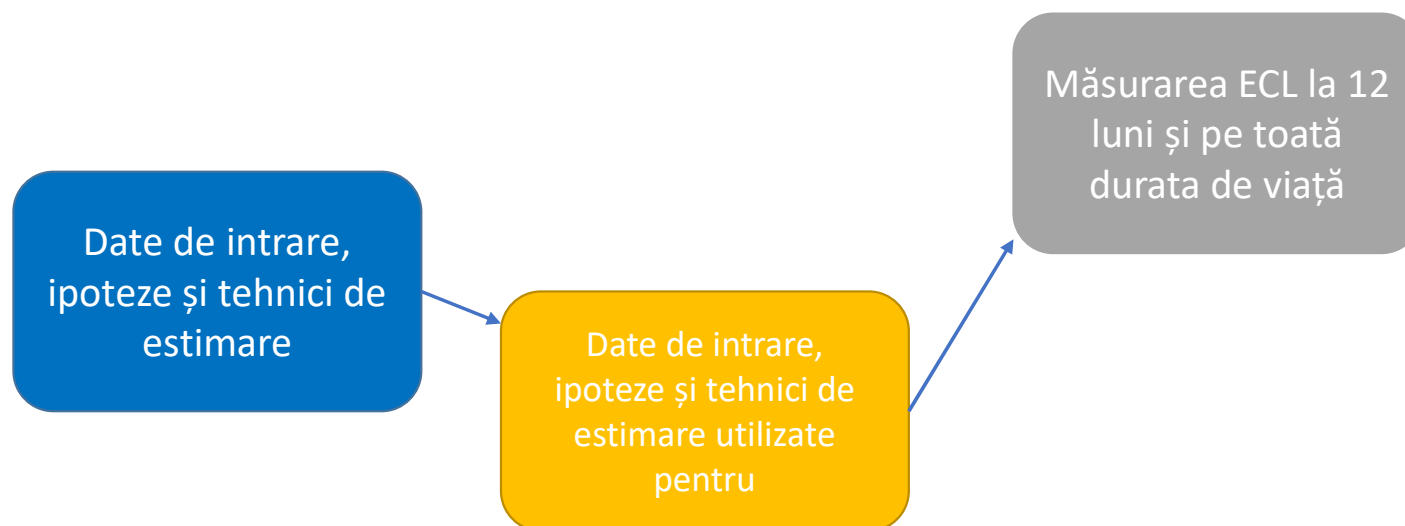 Date de intrare,
ipoteze și tehnici de
estimare
Date de intrare,
ipoteze și tehnici de
estimare utilizate
pentru
Măsurarea ECL la 12
luni și pe toată
durata de viață